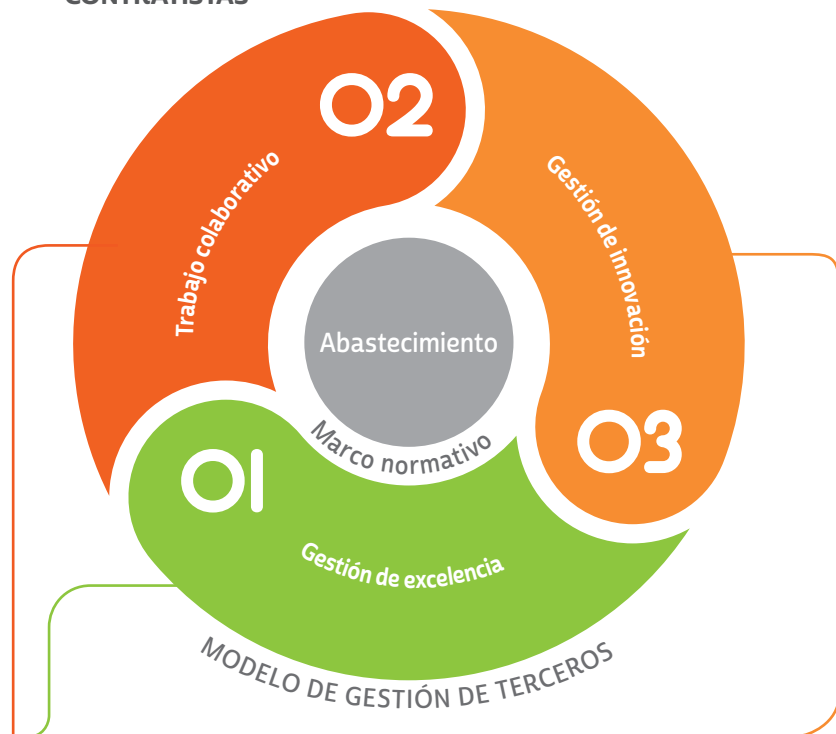 CONTRATISTAS
02
Trabajo colaborativo
Gestión de innovación
03
Abastecimiento
Marco normativo
01
Gestión de excelencia
MODELO DE GESTIÓN DE TERCEROS